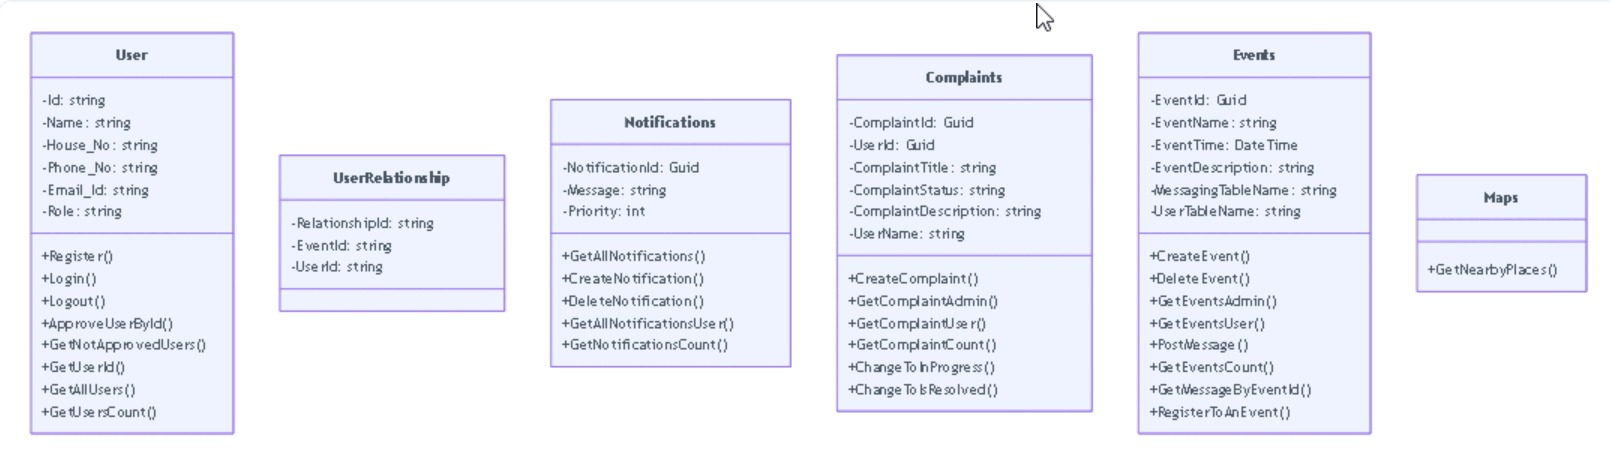 User
-Id: string
-Name: string
-House_No: string
-Phone_No: string
-Email_Id: string
-Role: string
+Register()
+Login()
+Logout()
+ApproveUserById()
+GetNotApprovedUsers()
+GetUserId()
+GetAllUsers()
+GetUsersCount()
UserRelationship
-RelationshipId: string
-EventId: string
-UserId: string
Notifications
-NotificationId: Guid
-Message: string
-Priority: int
+GetAllNotifications()
+CreateNotification()
+DeleteNotification()
+GetAllNotificationsUser()
+GetNotificationsCount()
Complaints
-ComplaintId: Guid
-UserId: Guid
-ComplaintTitle: string
-ComplaintStatus: string
-ComplaintDescription: string
-UserName: string
+CreateComplaint()
+GetComplaintAdmin()
+GetComplaintUser()
+GetComplaintCount()
+ChangeToInProgress()
+ChangeToIsResolved()
Events
-EventId: Guid
-EventName: string
-EventTime: DateTime
-EventDescription: string
-MessagingTableName: string
-UserTableName: string
+CreateEvent()
+DeleteEvent()
+GetEventsAdmin()
+GetEventsUser()
+PostMessage()
+GetEventsCount()
+GetMessageByEventId()
+RegisterToAnEvent()
Maps
+GetNearbyPlaces()